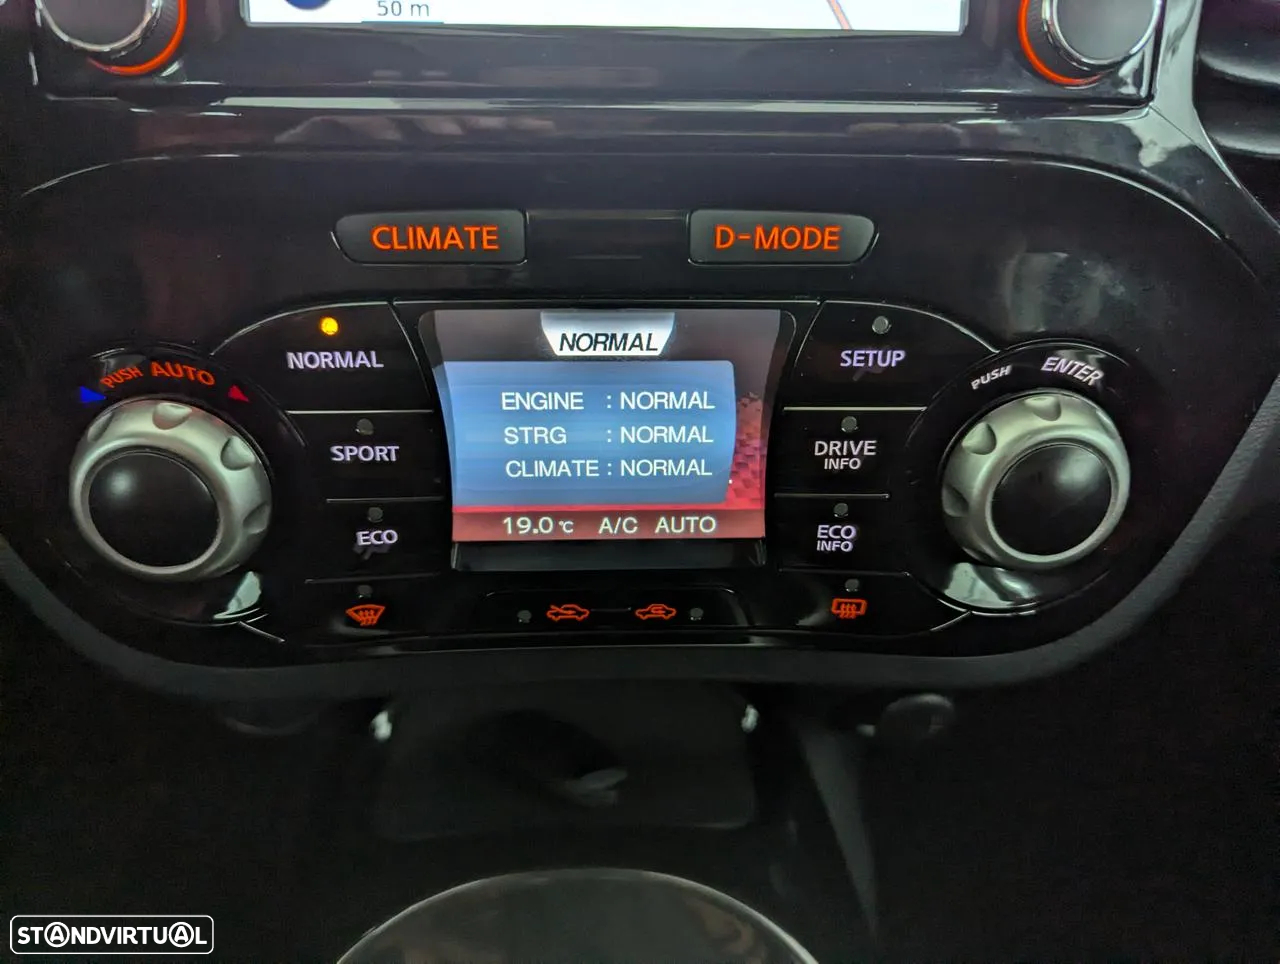 50 m
CLIMATE
D-MODE
NORMAL
SPORT
ECO
PUSH AUTO
NORMAL
ENGINE : NORMAL
STRG : NORMAL
CLIMATE : NORMAL
19.0 °C A/C AUTO
SETUP
DRIVE
INFO
ECO
INFO
PUSH ENTER
STANDVIRTUAL